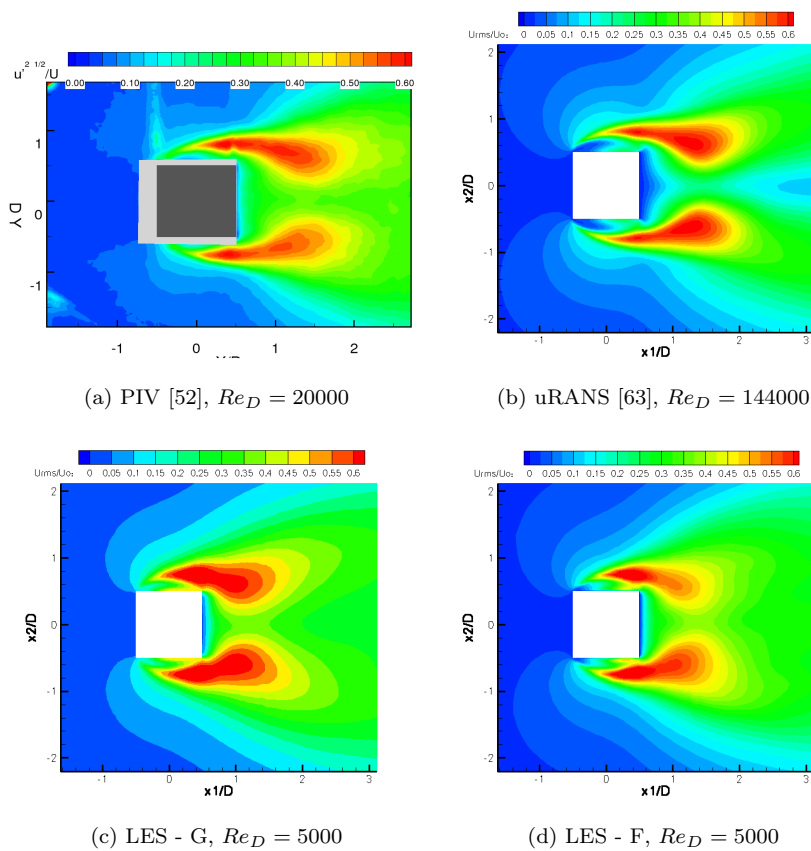 u'² ¹/²/U
0.00 0.10 0.20 0.30 0.40 0.50 0.60
1
0
-1
D Y
-1 0 1 2
(a) PIV [52], Re_D = 20000
Urms/Uo: 0 0.05 0.1 0.15 0.2 0.25 0.3 0.35 0.4 0.45 0.5 0.55 0.6
2
1
0
-1
-2
x2/D
-1 0 1 2 3
x1/D
(b) uRANS [63], Re_D = 144000
Urms/Uo: 0 0.05 0.1 0.15 0.2 0.25 0.3 0.35 0.4 0.45 0.5 0.55 0.6
2
1
0
-1
-2
x2/D
-1 0 1 2 3
x1/D
(c) LES - G, Re_D = 5000
Urms/Uo: 0 0.05 0.1 0.15 0.2 0.25 0.3 0.35 0.4 0.45 0.5 0.55 0.6
2
1
0
-1
-2
x2/D
-1 0 1 2 3
x1/D
(d) LES - F, Re_D = 5000